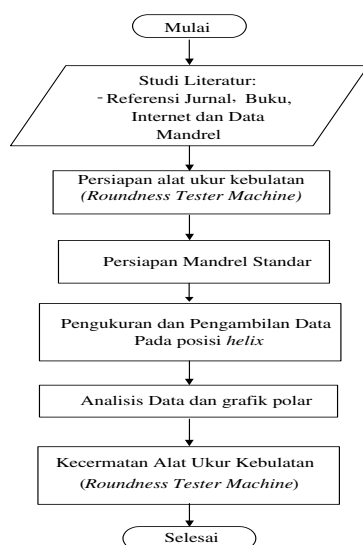 Mulai
Studi Literatur:
- Referensi Jurnal, Buku,
Internet dan Data
Mandrel
Persiapan alat ukur kebulatan
(Roundness Tester Machine)
Persiapan Mandrel Standar
Pengukuran dan Pengambilan Data
Pada posisi helix
Analisis Data dan grafik polar
Kecermatan Alat Ukur Kebulatan
(Roundness Tester Machine)
Selesai